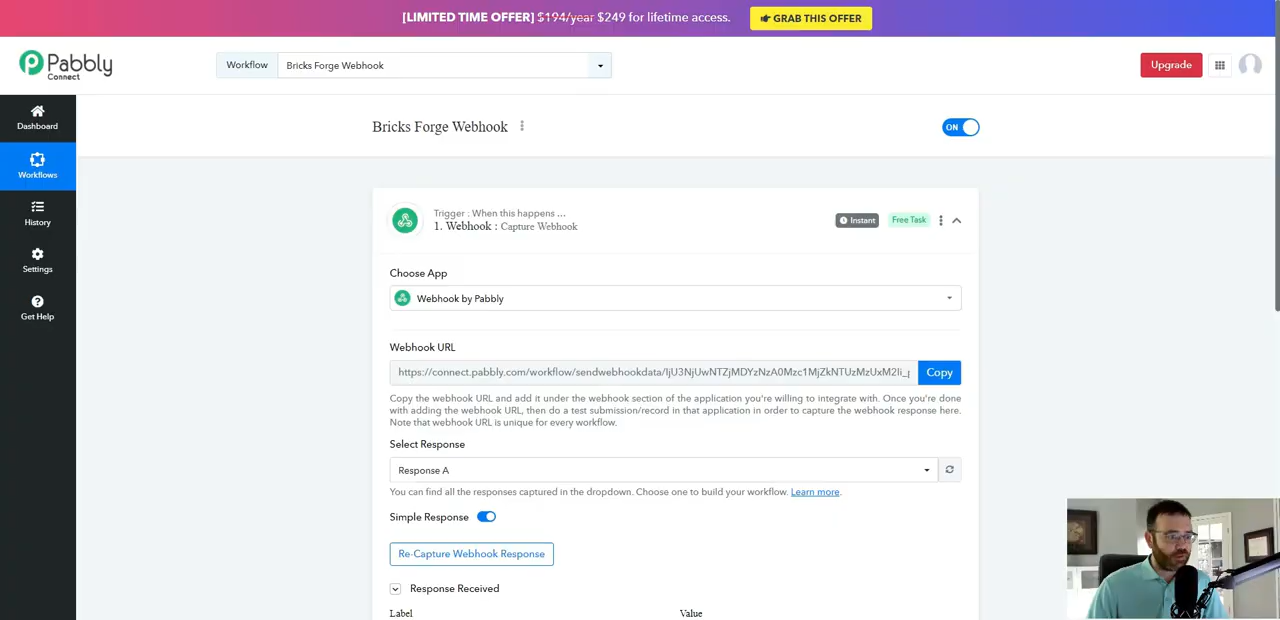 [LIMITED TIME OFFER] $194/year $249 for lifetime access.
GRAB THIS OFFER
Pabbly
Connect
Workflow
Bricks Forge Webhook
Upgrade
Dashboard
Workflows
History
Settings
Get Help
Bricks Forge Webhook
ON
Trigger : When this happens ...
1. Webhook : Capture Webhook
Instant
Free Task
Choose App
Webhook by Pabbly
Webhook URL
Copy
Copy the webhook URL and add it under the webhook section of the application you're willing to integrate with. Once you're done
with adding the webhook URL, then do a test submission/record in that application in order to capture the webhook response here.
Note that webhook URL is unique for every workflow.
Select Response
Response A
You can find all the responses captured in the dropdown. Choose one to build your workflow. Learn more.
Simple Response
Re-Capture Webhook Response
Response Received
Label
Value